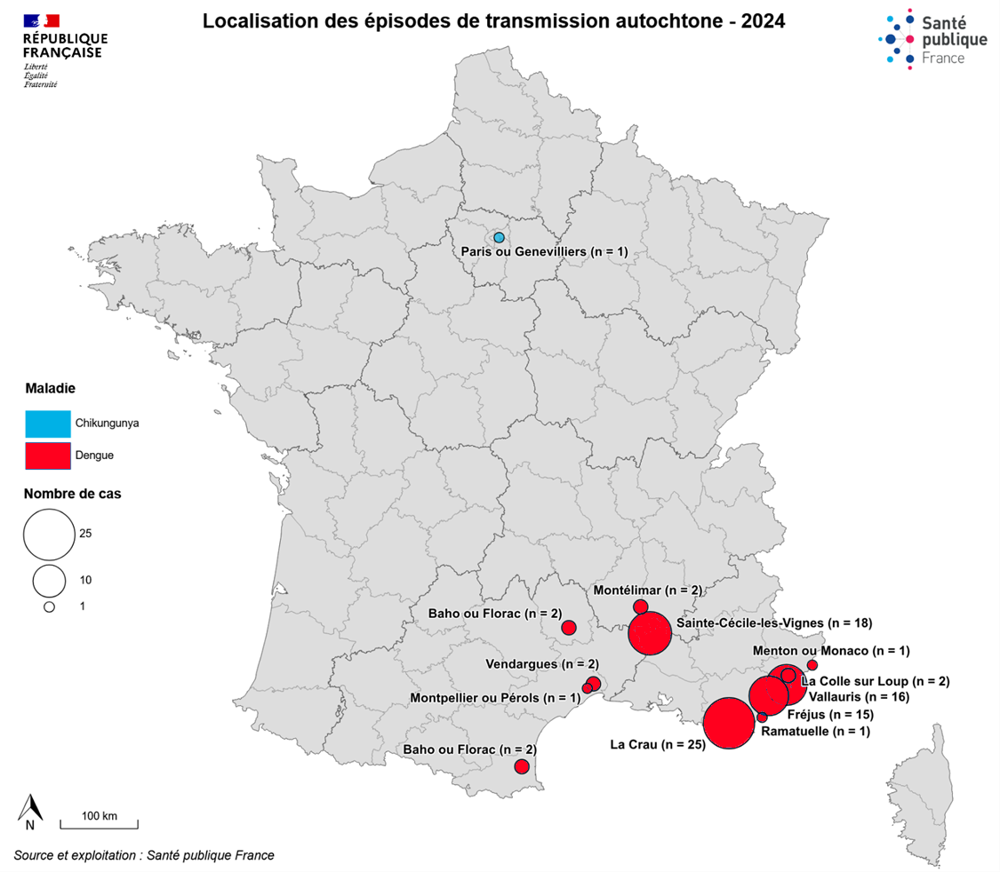 Localisation des épisodes de transmission autochtone - 2024
RÉPUBLIQUE
FRANÇAISE
Liberté
Égalité
Fraternité
Santé
publique
France
Paris ou Genevilliers (n = 1)
Maladie
Chikungunya
Dengue
Nombre de cas
25
10
1
Montélimar (n = 2)
Baho ou Florac (n = 2)
Sainte-Cécile-les-Vignes (n = 18)
Menton ou Monaco (n = 1)
Vendargues (n = 2)
La Colle sur Loup (n = 2)
Montpellier ou Pérols (n = 1)
Vallauris (n = 16)
Fréjus (n = 15)
Ramatuelle (n = 1)
La Crau (n = 25)
Baho ou Florac (n = 2)
N
100 km
Source et exploitation : Santé publique France